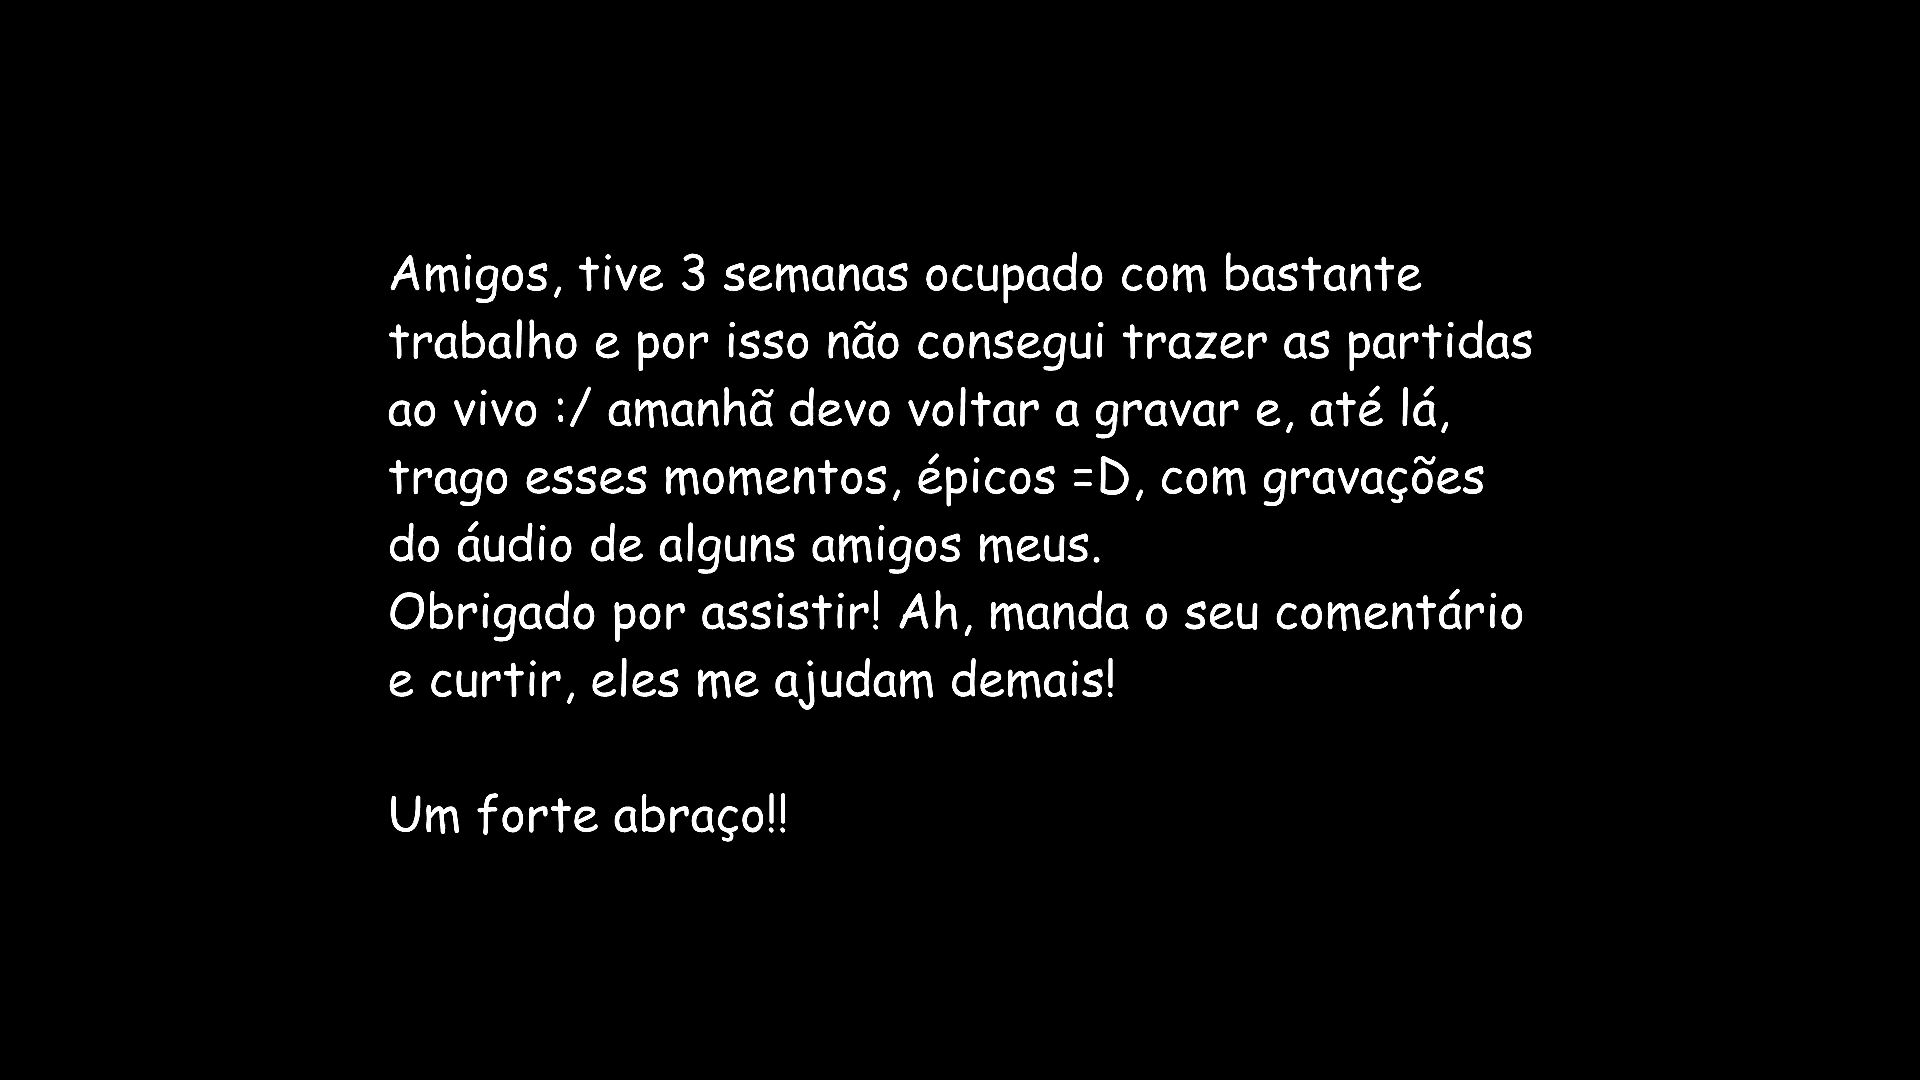 Amigos, tive 3 semanas ocupado com bastante
trabalho e por isso não consegui trazer as partidas
ao vivo :/ amanhã devo voltar a gravar e, até lá,
trago esses momentos, épicos =D, com gravações
do áudio de alguns amigos meus.
Obrigado por assistir! Ah, manda o seu comentário
e curtir, eles me ajudam demais!
Um forte abraço!!